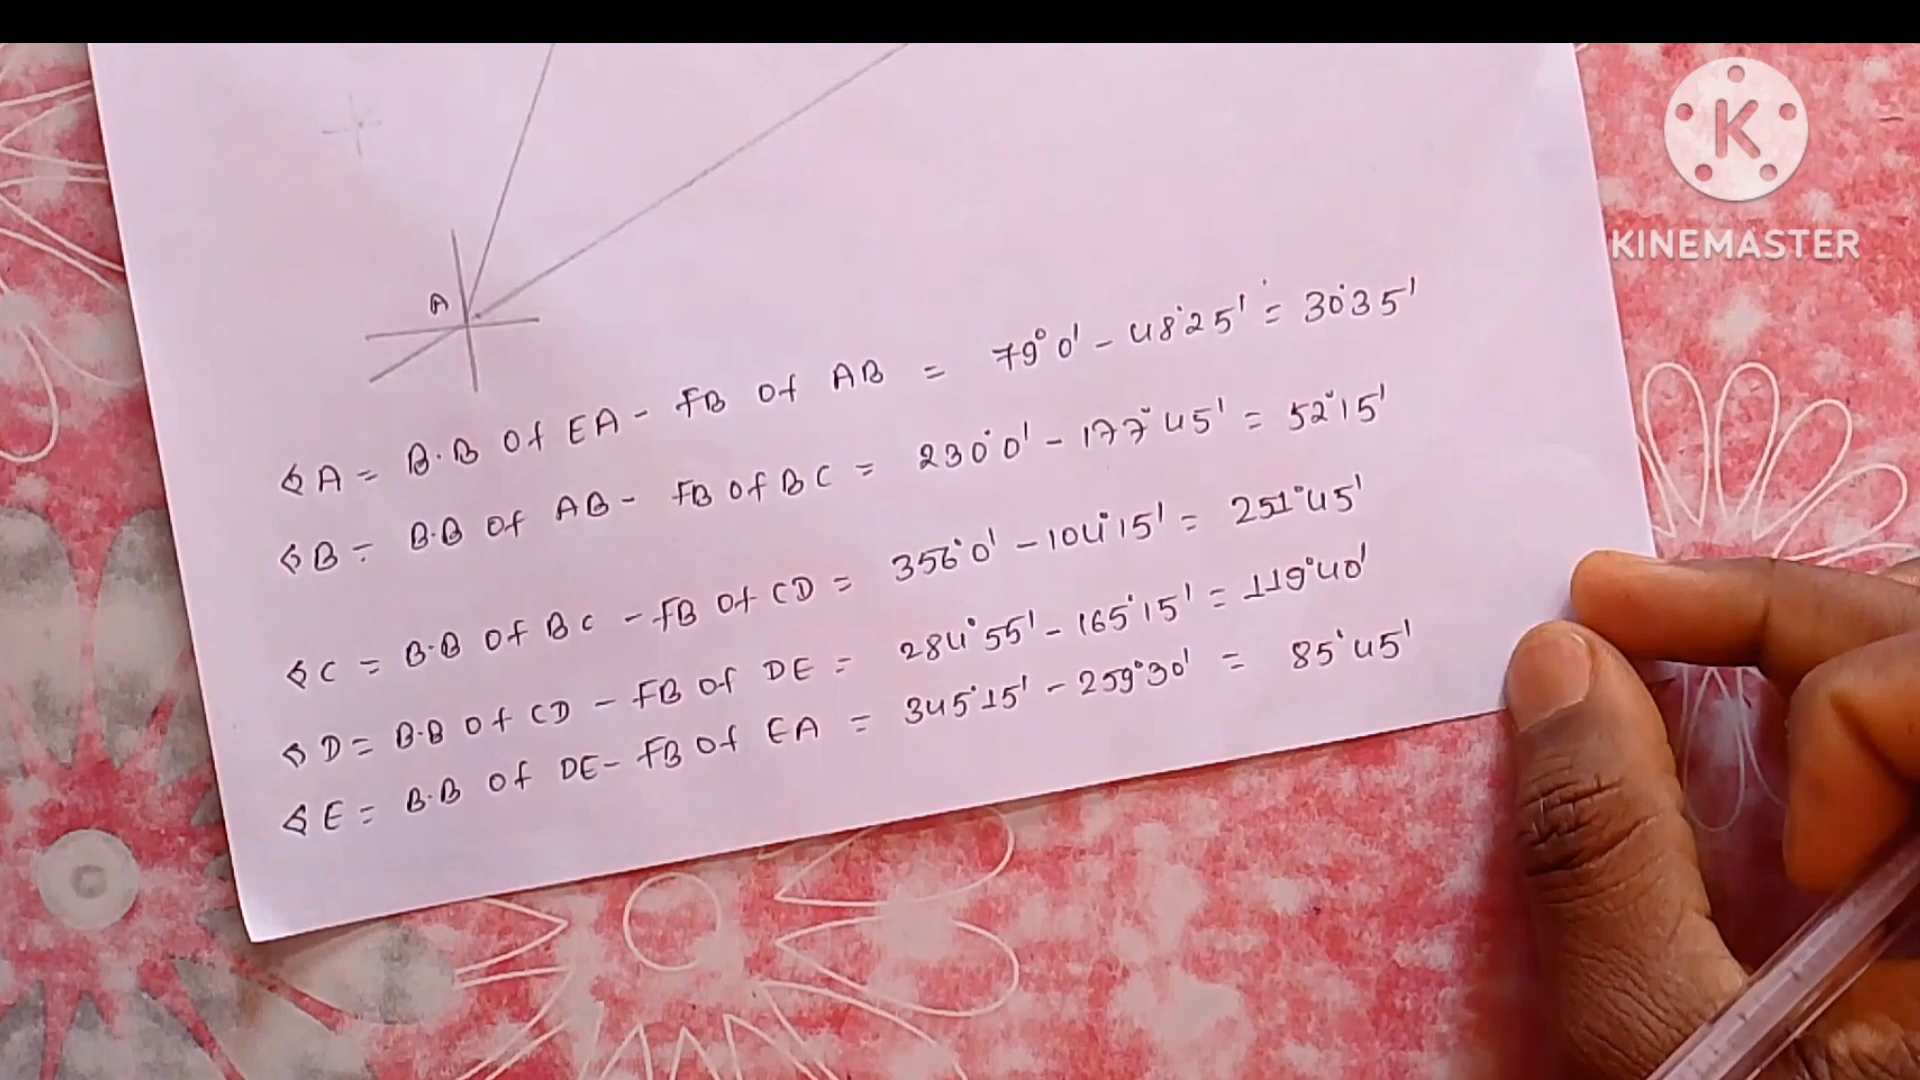 K
KINEMASTER
A
∢A = B.B Of EA - FB Of AB = 79°0' - 48°25' = 30°35'
∢B = B.B Of AB - FB Of BC = 230°0' - 177°45' = 52°15'
∢C = B.B Of BC - FB Of CD = 356°0' - 104°15' = 251°45'
∢D = B.B Of CD - FB Of DE = 284°55' - 165°15' = 119°40'
∢E = B.B Of DE - FB Of EA = 345°15' - 259°30' = 85°45'